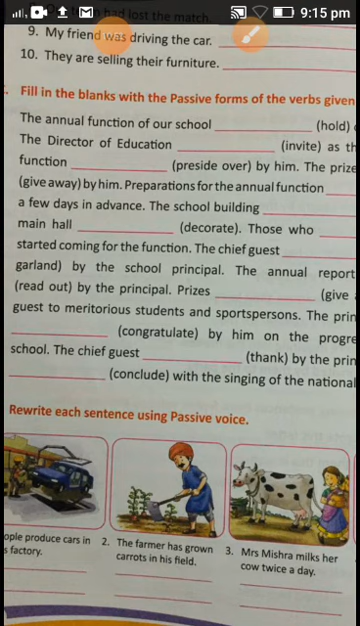 9:15 pm
had lost the match.
9. My friend was driving the car.
10. They are selling their furniture.
Fill in the blanks with the Passive forms of the verbs given
The annual function of our school (hold)
The Director of Education (invite) as th
function (preside over) by him. The prize
(give away) by him. Preparations for the annual function
a few days in advance. The school building
main hall (decorate). Those who
started coming for the function. The chief guest
garland) by the school principal. The annual report
(read out) by the principal. Prizes (give
guest to meritorious students and sportspersons. The prin
(congratulate) by him on the progre
school. The chief guest (thank) by the prin
(conclude) with the singing of the national
Rewrite each sentence using Passive voice.
ople produce cars in
s factory.
2. The farmer has grown
carrots in his field.
3. Mrs Mishra milks her
cow twice a day.